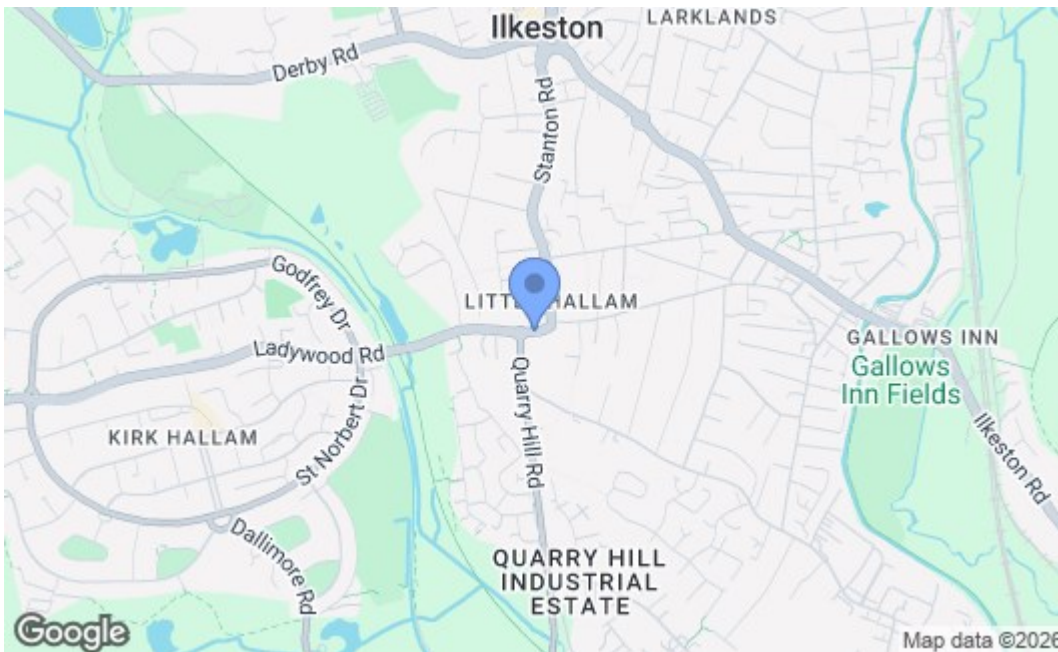 Ilkeston
LARKLANDS
Derby Rd
Stanton Rd
Godfrey Dr
LITTLE HALLAM
Ladywood Rd
GALLOWS INN
Gallows
Inn Fields
Quarry Hill Rd
St Norbert Dr
KIRK HALLAM
Ilkeston Rd
Dallimore Rd
QUARRY HILL
INDUSTRIAL
ESTATE
Google
Map data ©2026